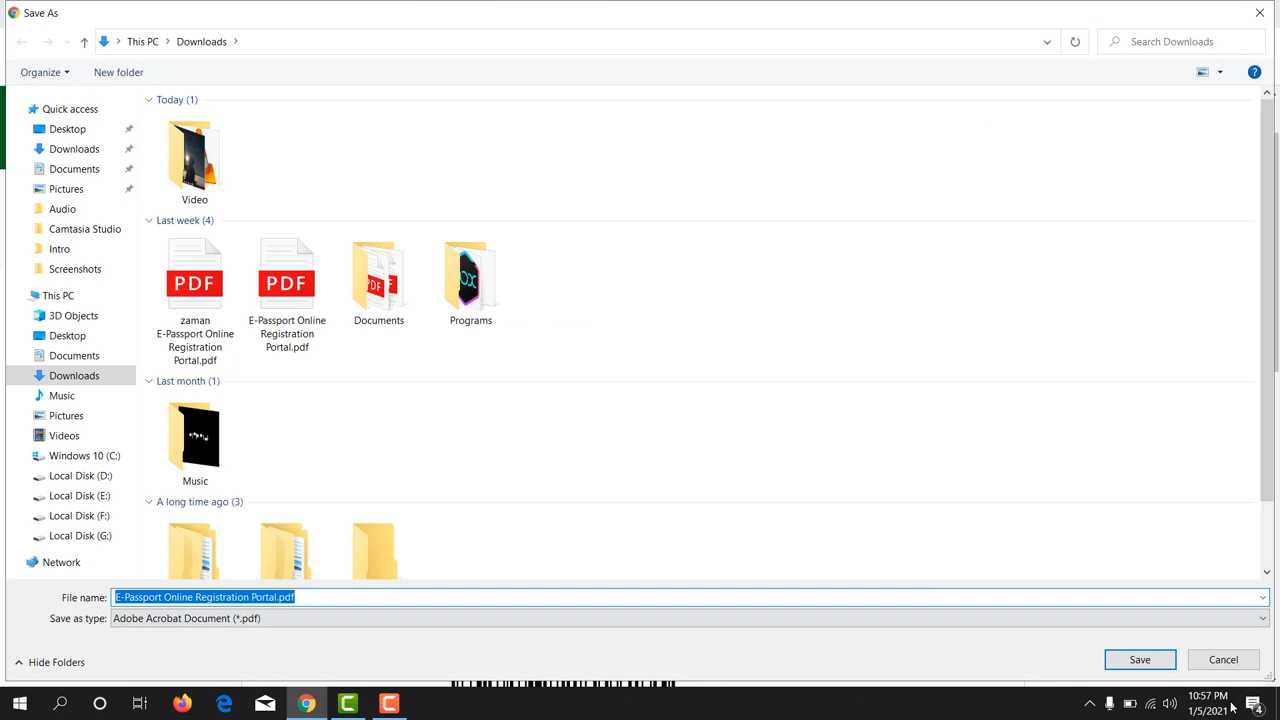 Save As
This PC
Downloads
Search Downloads
Organize
New folder
Quick access
Desktop
Downloads
Documents
Pictures
Audio
Camtasia Studio
Intro
Screenshots
This PC
3D Objects
Desktop
Documents
Downloads
Music
Pictures
Videos
Windows 10 (C:)
Local Disk (D:)
Local Disk (E:)
Local Disk (F:)
Local Disk (G:)
Network
Today (1)
Video
Last week (4)
PDF
zaman
E-Passport Online
Registration
Portal.pdf
PDF
E-Passport Online
Registration
Portal.pdf
Documents
Programs
Last month (1)
Music
A long time ago (3)
File name: E-Passport Online Registration Portal.pdf
Save as type: Adobe Acrobat Document (*.pdf)
Hide Folders
Save
Cancel
10:57 PM
1/5/2021
4